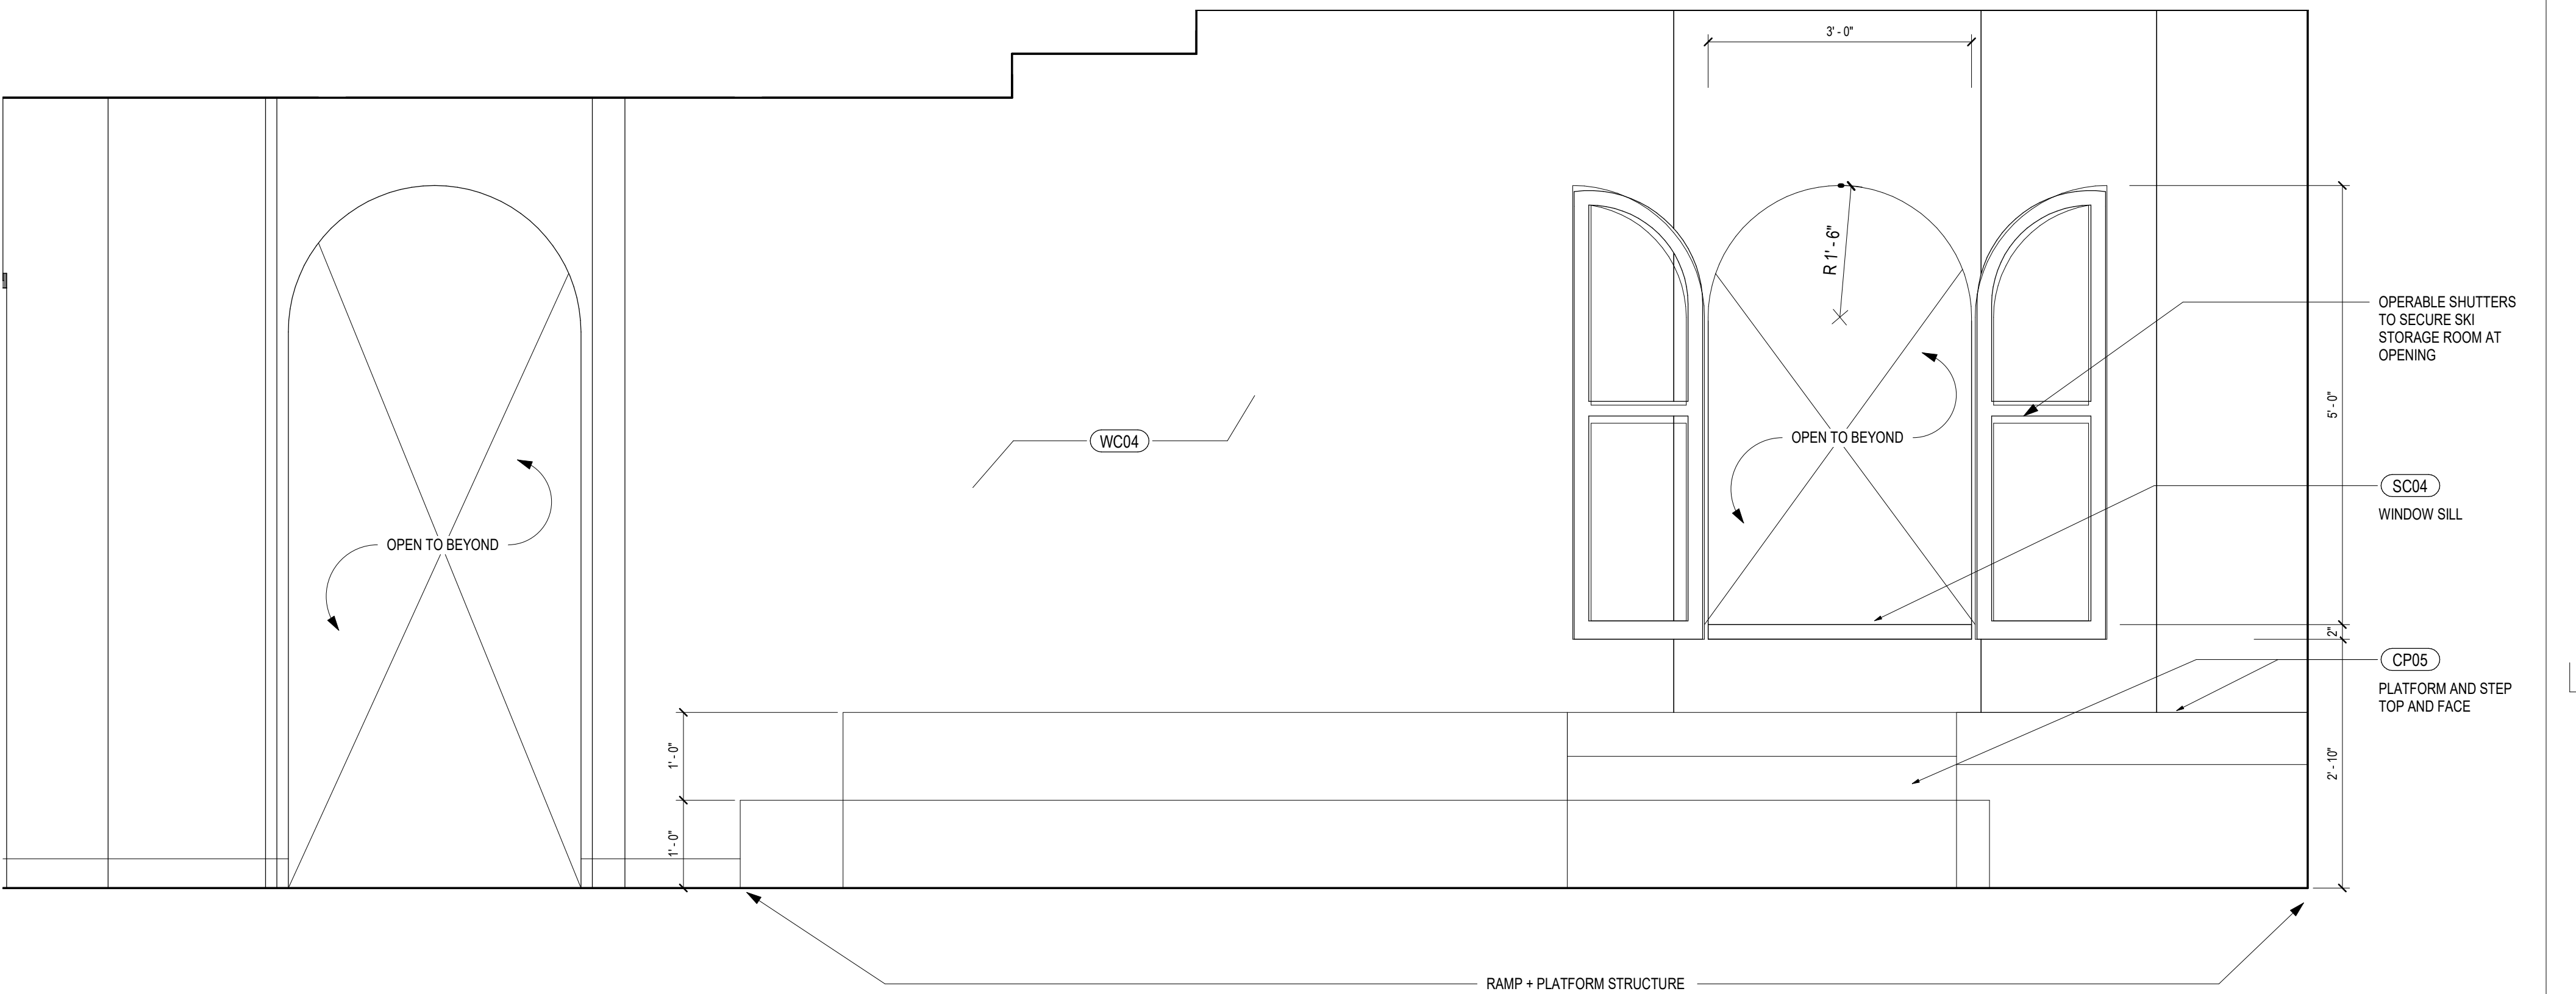 3' - 0"
R 1' - 6"
OPERABLE SHUTTERS
TO SECURE SKI
STORAGE ROOM AT
OPENING
5' - 0"
WC04
OPEN TO BEYOND
SC04
WINDOW SILL
OPEN TO BEYOND
2"
CP05
PLATFORM AND STEP
TOP AND FACE
1' - 0"
2' - 10"
1' - 0"
RAMP + PLATFORM STRUCTURE